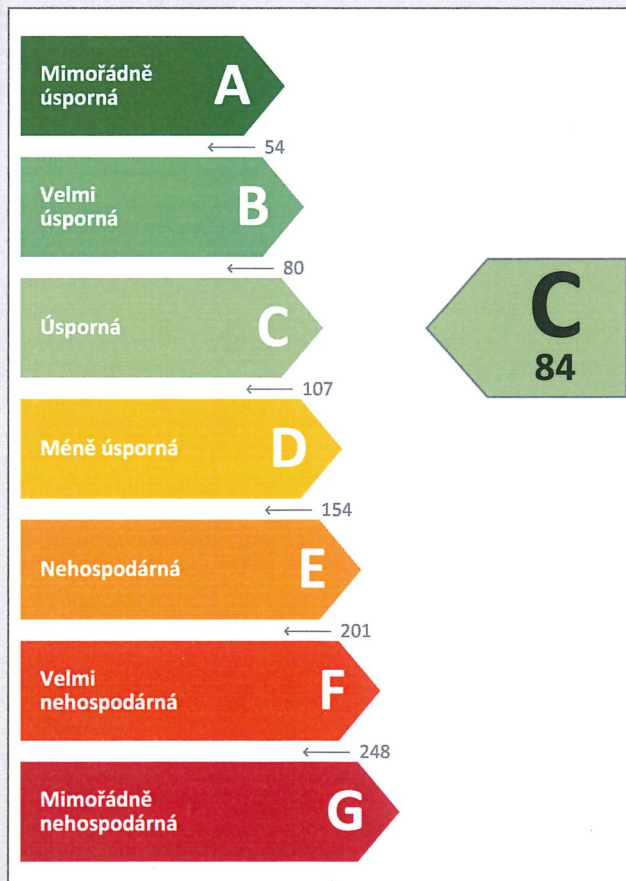 Mimořádně
úsporná
A
54
Velmi
úsporná
B
80
Úsporná
C
107
C
84
Méně úsporná
D
154
Nehospodárná
E
201
Velmi
nehospodárná
F
248
Mimořádně
nehospodárná
G